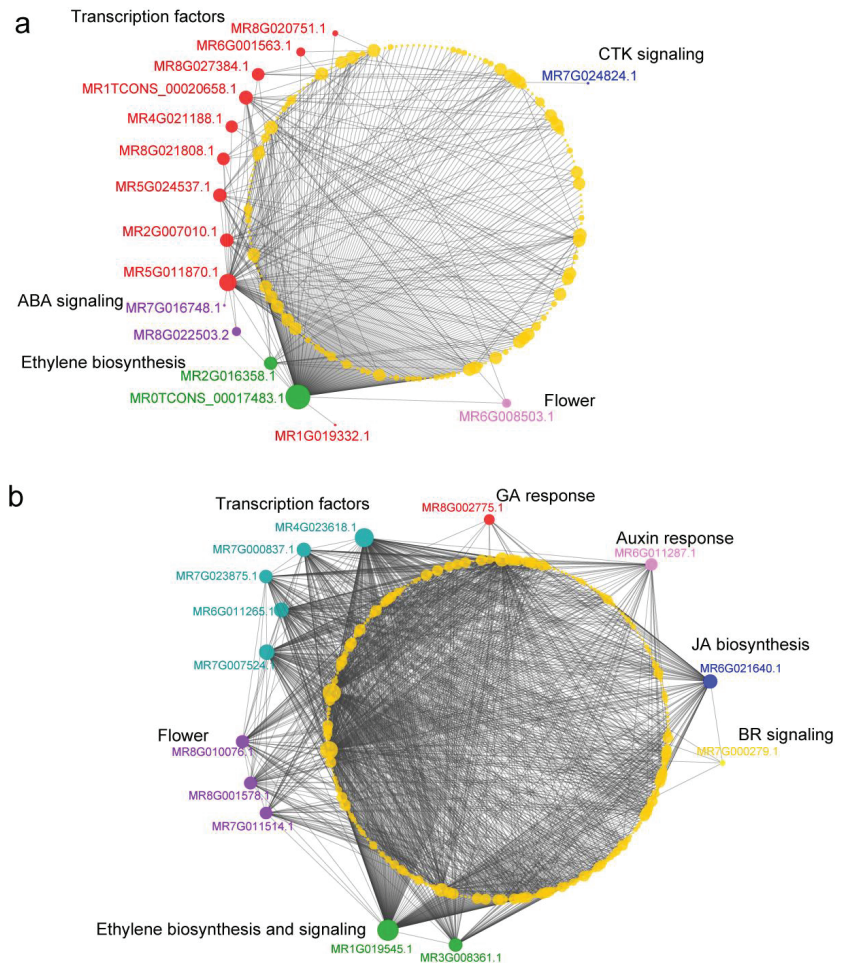 a
Transcription factors
MR8G020751.1
MR6G001563.1
CTK signaling
MR8G027384.1
MR7G024824.1
MR1TCONS_00020658.1
MR4G021188.1
MR8G021808.1
MR5G024537.1
MR2G007010.1
MR5G011870.1
ABA signaling
MR7G016748.1
MR8G022503.2
Ethylene biosynthesis
MR2G016358.1
MR0TCONS_00017483.1
Flower
MR6G008503.1
MR1G019332.1
b
GA response
Transcription factors
MR8G002775.1
MR4G023618.1
Auxin response
MR7G000837.1
MR6G011287.1
MR7G023875.1
MR6G011265.1
JA biosynthesis
MR7G007524.1
MR6G021640.1
Flower
BR signaling
MR8G010076.1
MR7G000279.1
MR8G001578.1
MR7G011514.1
Ethylene biosynthesis and signaling
MR1G019545.1
MR3G008361.1